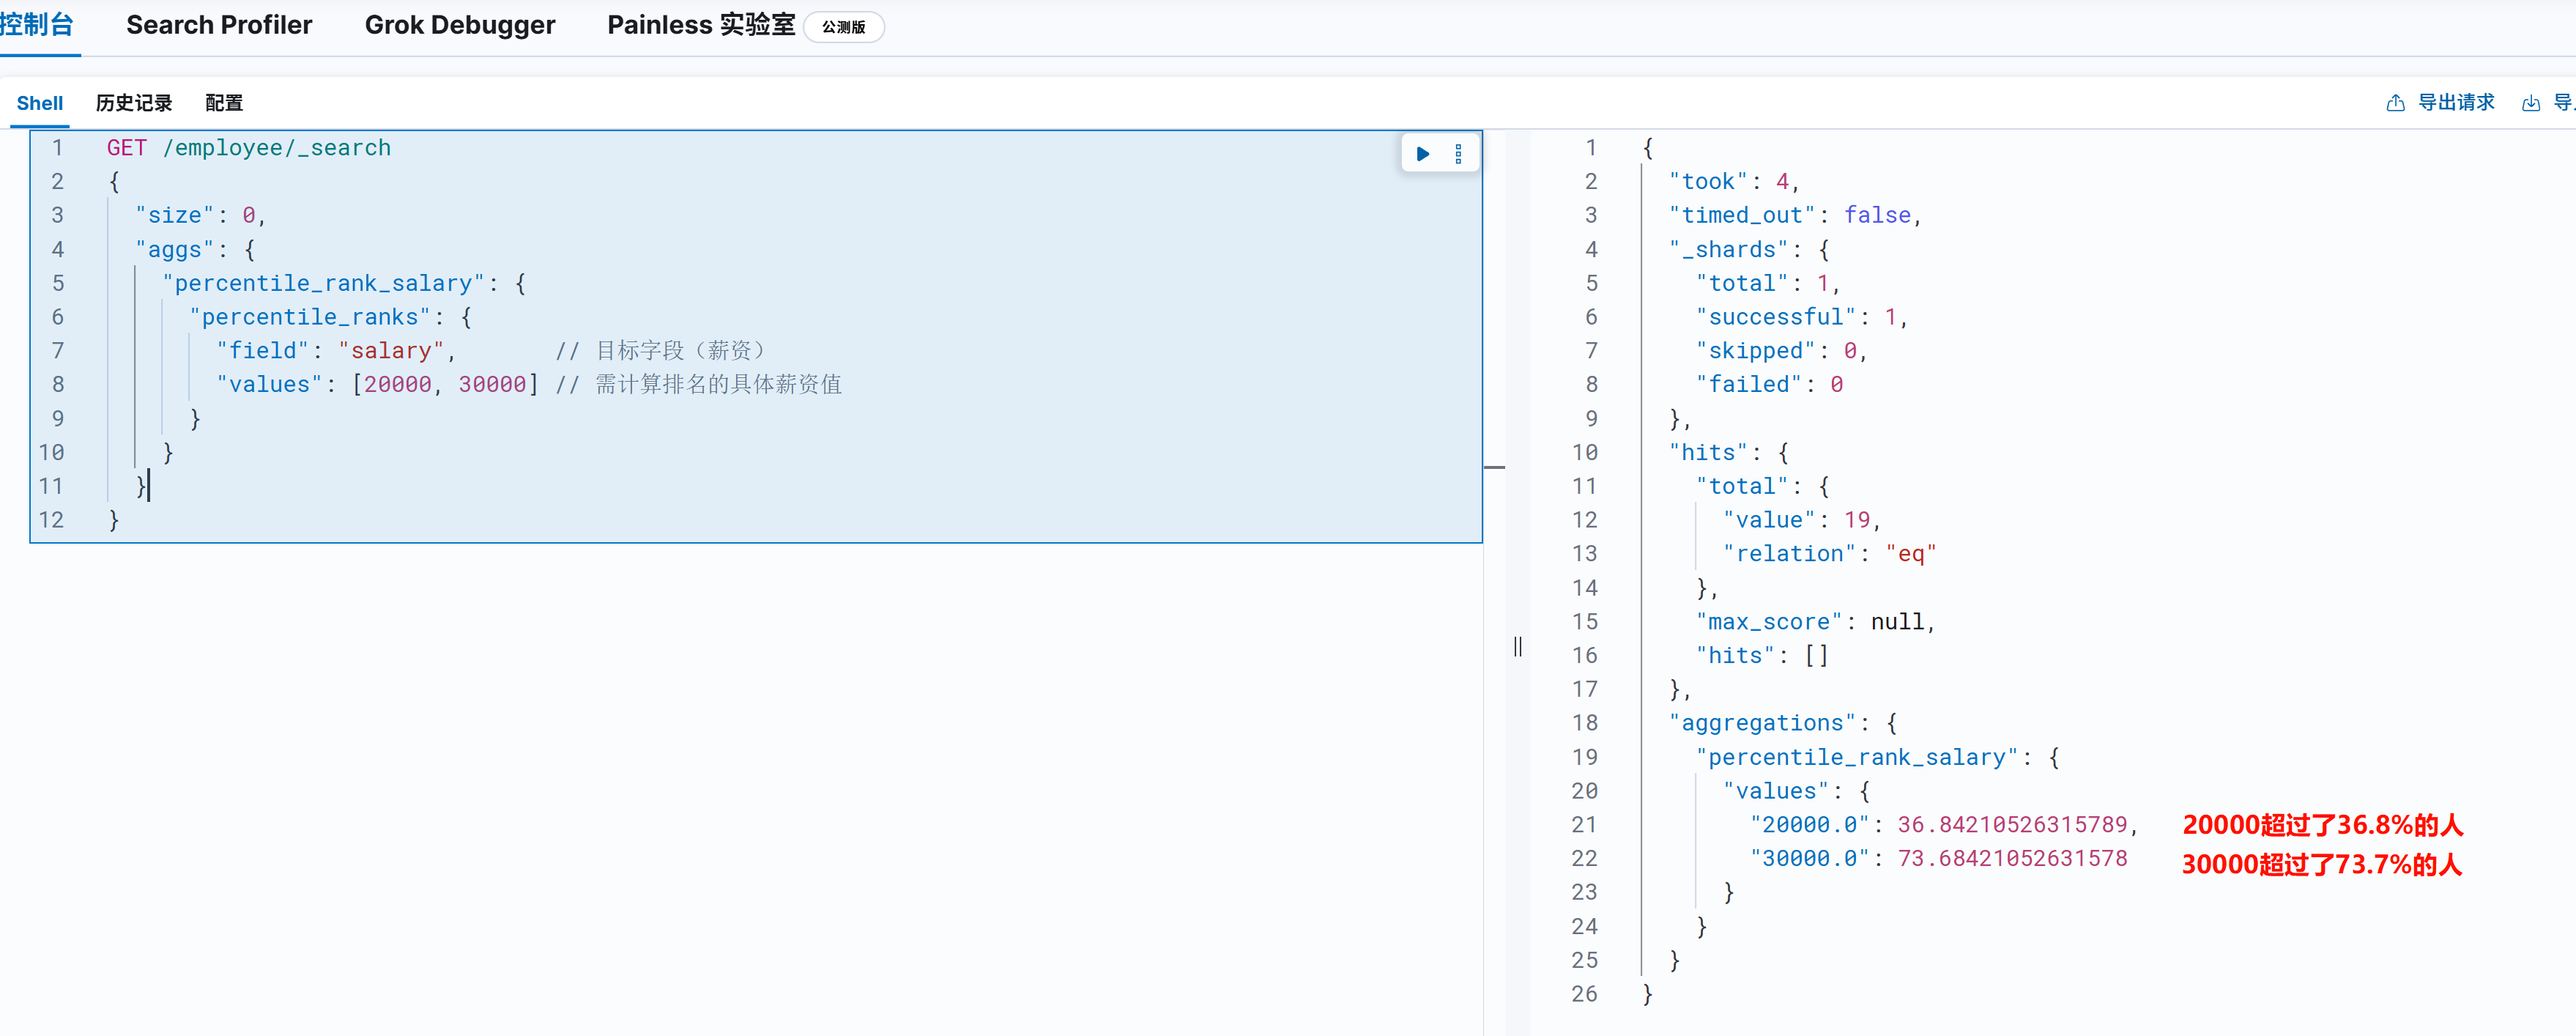 控制台 Search Profiler Grok Debugger Painless 实验室 公测版
Shell 历史记录 配置 导出请求
1 GET /employee/_search
2 {
3 "size": 0,
4 "aggs": {
5 "percentile_rank_salary": {
6 "percentile_ranks": {
7 "field": "salary", // 目标字段（薪资）
8 "values": [20000, 30000] // 需计算排名的具体薪资值
9 }
10 }
11 }
12 }
1 {
2 "took": 4,
3 "timed_out": false,
4 "_shards": {
5 "total": 1,
6 "successful": 1,
7 "skipped": 0,
8 "failed": 0
9 },
10 "hits": {
11 "total": {
12 "value": 19,
13 "relation": "eq"
14 },
15 "max_score": null,
16 "hits": []
17 },
18 "aggregations": {
19 "percentile_rank_salary": {
20 "values": {
21 "20000.0": 36.84210526315789, 20000超过了36.8%的人
22 "30000.0": 73.68421052631578 30000超过了73.7%的人
23 }
24 }
25 }
26 }